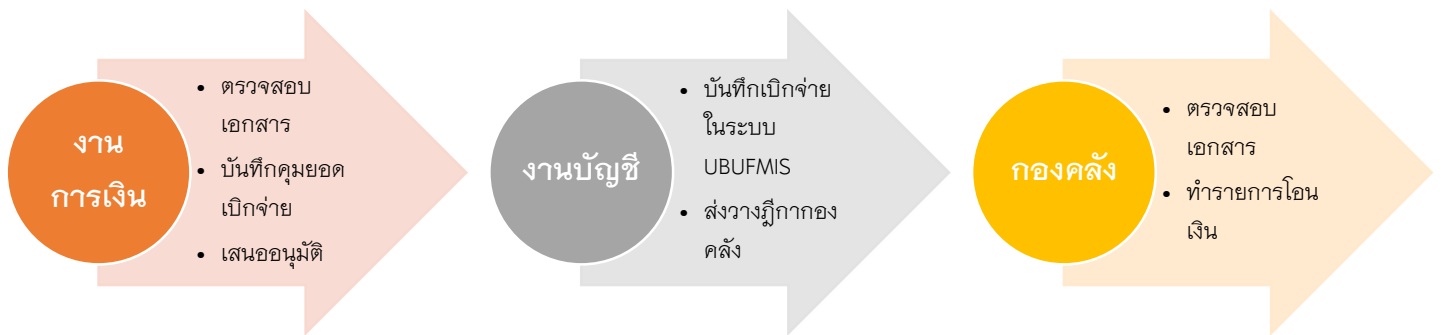 งาน
การเงิน
• ตรวจสอบ
เอกสาร
• บันทึกคุมยอด
เบิกจ่าย
• เสนออนุมัติ
งานบัญชี
• บันทึกเบิกจ่าย
ในระบบ
UBUFMIS
• ส่งวางฎีกากอง
คลัง
กองคลัง
• ตรวจสอบ
เอกสาร
• ทำรายการโอน
เงิน